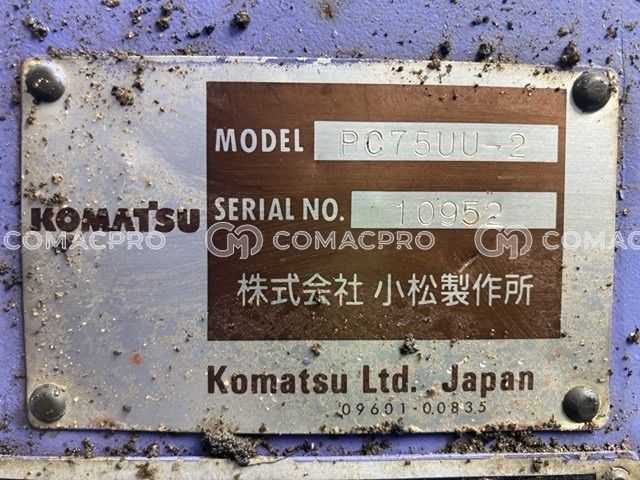 MODEL PC75UU-2
SERIAL NO. 10952
KOMATSU
COMACPRO COMACPRO COMACPRO
株式会社 小松製作所
Komatsu Ltd. Japan
09601-00835